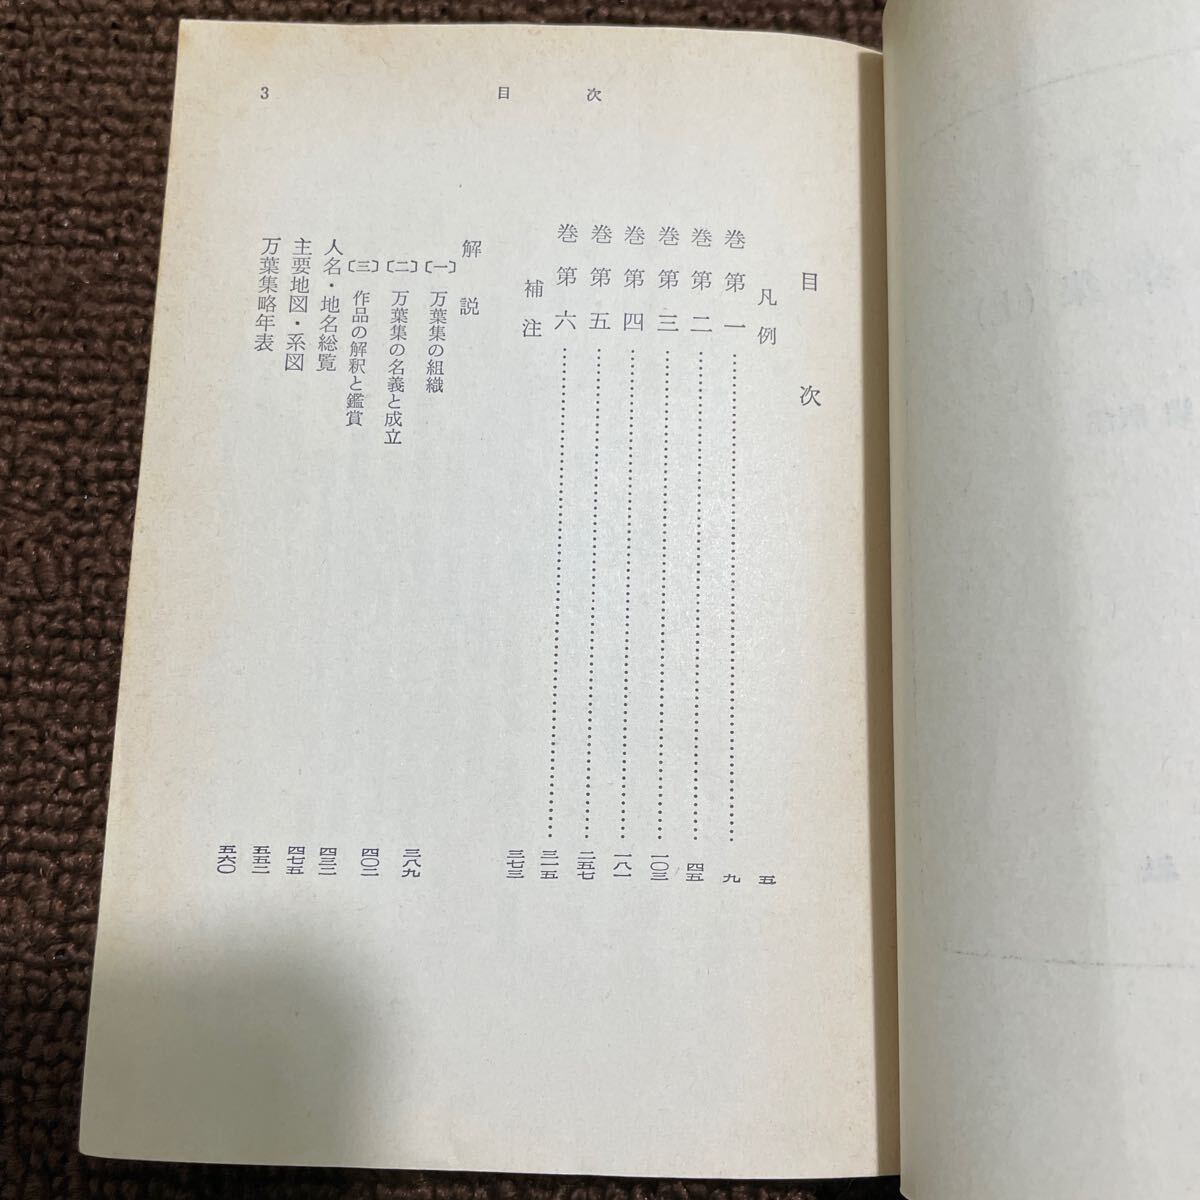 3 目次
目次
凡例 五
巻第一 九
巻第二 四五
巻第三 一〇三
巻第四 一八一
巻第五 二五七
巻第六 三一五
補注 三七三
解説
〔一〕 万葉集の組織 三八九
〔二〕 万葉集の名義と成立 四〇二
〔三〕 作品の解釈と鑑賞 四三二
人名・地名総覧 四七五
主要地図・系図 五五二
万葉集略年表 五六〇